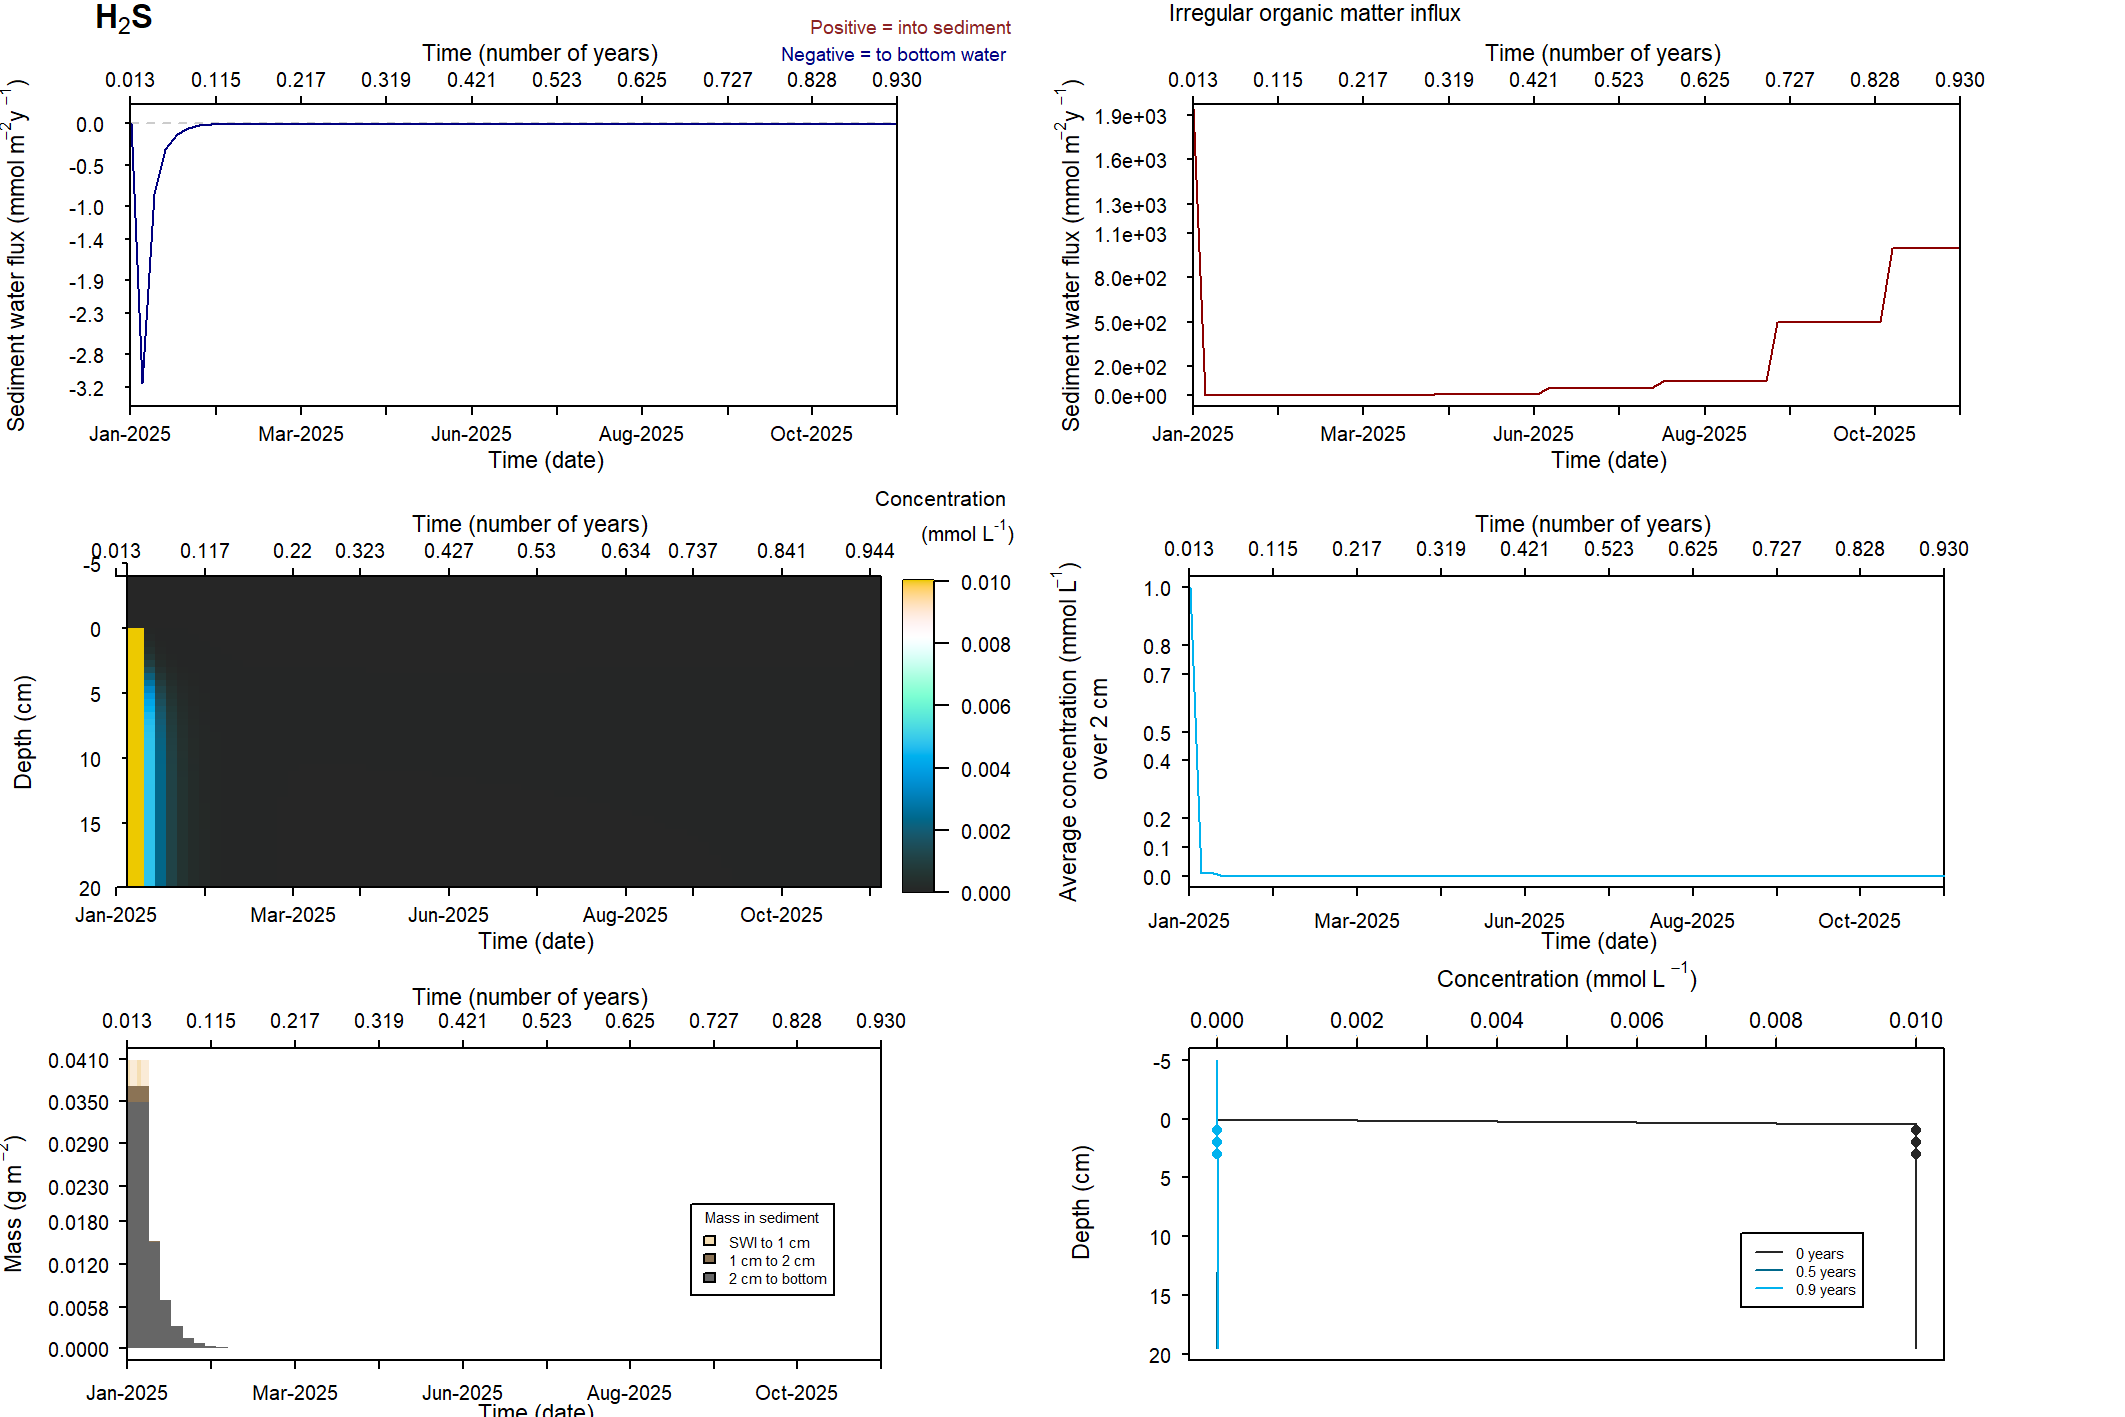 H2S
Positive = into sediment
Negative = to bottom water
Time (number of years)
0.013 0.115 0.217 0.319 0.421 0.523 0.625 0.727 0.828 0.930
Sediment water flux (mmol m−2y−1)
0.0
-0.5
-1.0
-1.4
-1.9
-2.3
-2.8
-3.2
Jan-2025 Mar-2025 Jun-2025 Aug-2025 Oct-2025
Time (date)
Irregular organic matter influx
Time (number of years)
0.013 0.115 0.217 0.319 0.421 0.523 0.625 0.727 0.828 0.930
Sediment water flux (mmol m−2y−1)
1.9e+03
1.6e+03
1.3e+03
1.1e+03
8.0e+02
5.0e+02
2.0e+02
0.0e+00
Jan-2025 Mar-2025 Jun-2025 Aug-2025 Oct-2025
Time (date)
Concentration
(mmol L-1)
Time (number of years)
0.013 0.117 0.22 0.323 0.427 0.53 0.634 0.737 0.841 0.944
Depth (cm)
-5
0
5
10
15
20
0.010
0.008
0.006
0.004
0.002
0.000
Jan-2025 Mar-2025 Jun-2025 Aug-2025 Oct-2025
Time (date)
Time (number of years)
0.013 0.115 0.217 0.319 0.421 0.523 0.625 0.727 0.828 0.930
Average concentration (mmol L−1)
over 2 cm
1.0
0.8
0.7
0.5
0.4
0.2
0.1
0.0
Jan-2025 Mar-2025 Jun-2025 Aug-2025 Oct-2025
Time (date)
Time (number of years)
0.013 0.115 0.217 0.319 0.421 0.523 0.625 0.727 0.828 0.930
Mass (g m−2)
0.0410
0.0350
0.0290
0.0230
0.0180
0.0120
0.0058
0.0000
Mass in sediment
SWI to 1 cm
1 cm to 2 cm
2 cm to bottom
Jan-2025 Mar-2025 Jun-2025 Aug-2025 Oct-2025
Time (date)
Concentration (mmol L −1)
0.000 0.002 0.004 0.006 0.008 0.010
Depth (cm)
-5
0
5
10
15
20
0 years
0.5 years
0.9 years